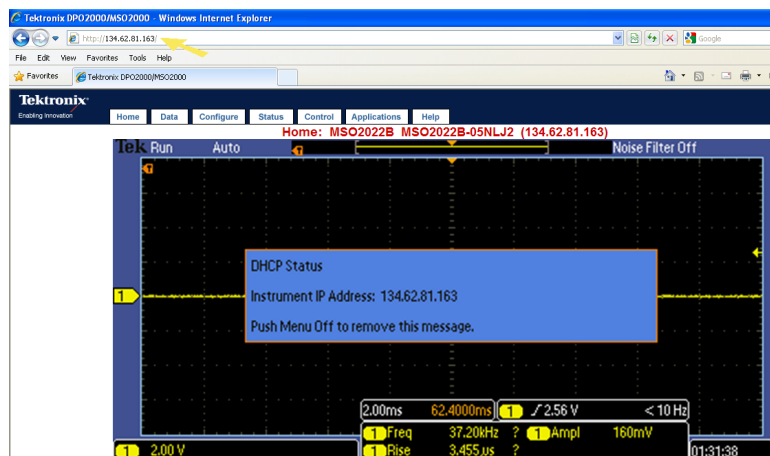 Tektronix DPO2000/MSO2000 - Windows Internet Explorer
http://134.62.81.163/
Google
File Edit View Favorites Tools Help
Favorites Tektronix DPO2000/MSO2000
Tektronix
Enabling Innovation
Home Data Configure Status Control Applications Help
Home: MSO2022B MSO2022B-05NLJ2 (134.62.81.163)
Tek Run Auto Noise Filter Off
DHCP Status
Instrument IP Address: 134.62.81.163
Push Menu Off to remove this message.
1
2.00ms 62.4000ms 1 2.56 V < 10 Hz
1 Freq 37.20kHz ? 1 Ampl 160mV
1 2.00 V 1 Rise 3.455µs ? 01:31:38